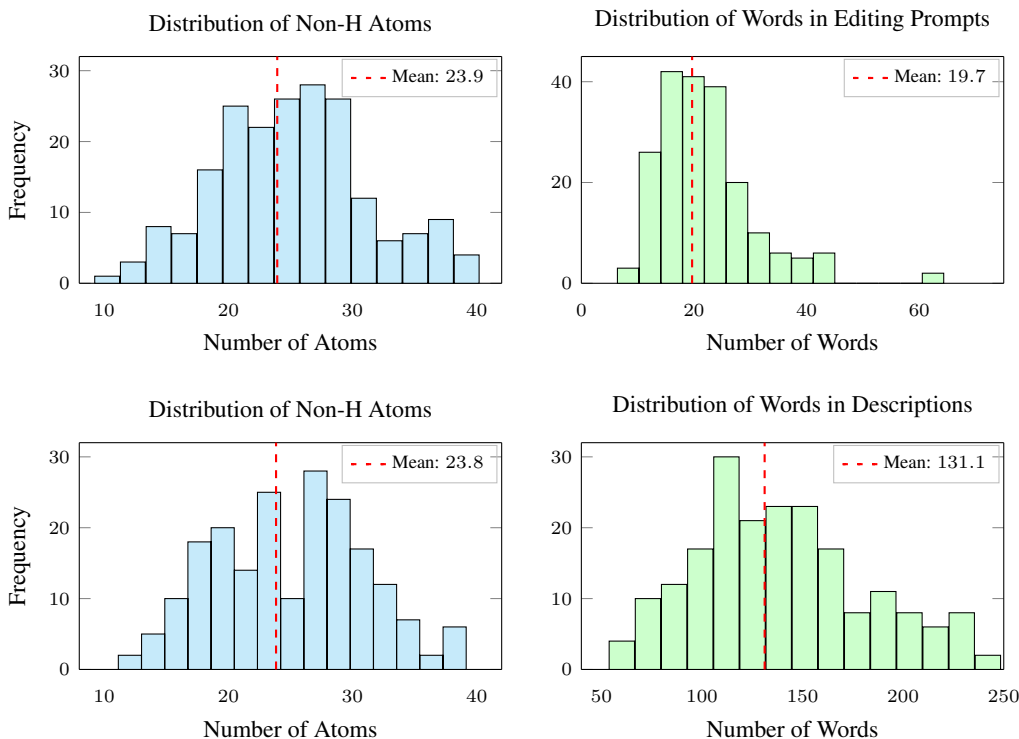 Distribution of Non-H Atoms
Mean: 23.9
30
20
10
0
Frequency
10 20 30 40
Number of Atoms
Distribution of Words in Editing Prompts
Mean: 19.7
40
20
0
0 20 40 60
Number of Words
Distribution of Non-H Atoms
Mean: 23.8
30
20
10
0
Frequency
10 20 30 40
Number of Atoms
Distribution of Words in Descriptions
Mean: 131.1
30
20
10
0
50 100 150 200 250
Number of Words